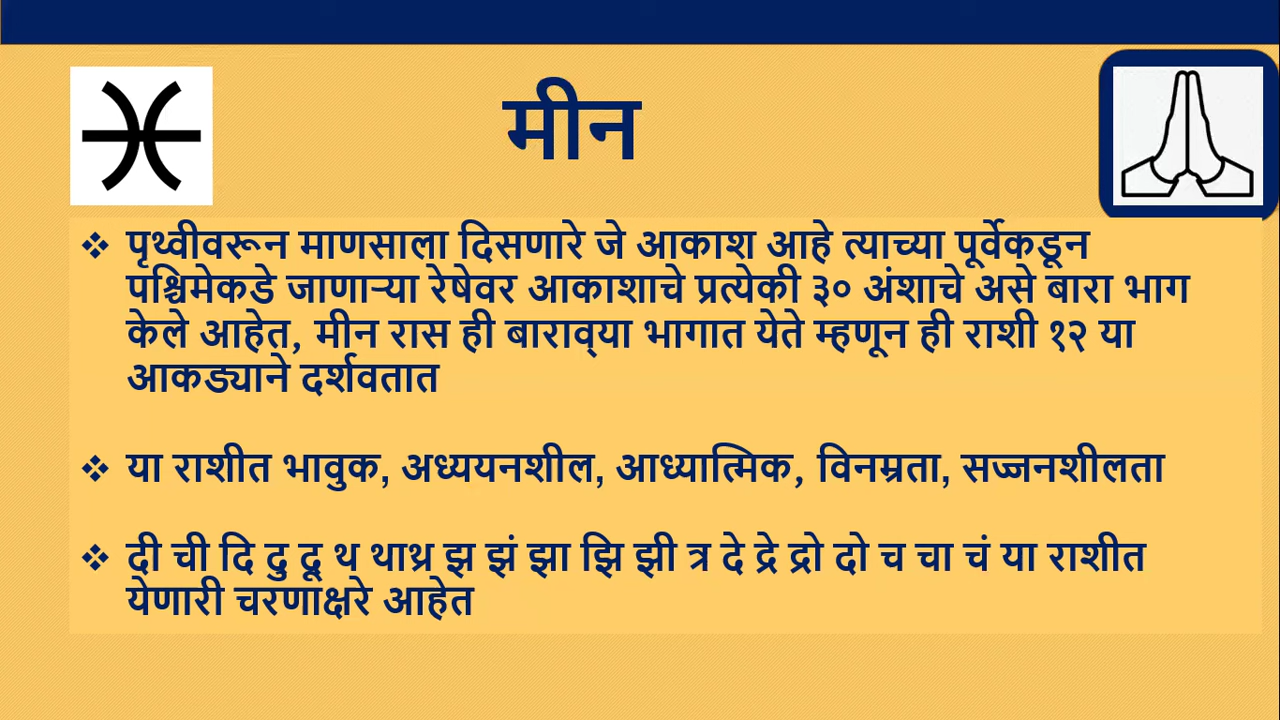 मीन
❖ पृथ्वीवरून माणसाला दिसणारे जे आकाश आहे त्याच्या पूर्वेकडून
पश्चिमेकडे जाणाऱ्या रेषेवर आकाशाचे प्रत्येकी ३० अंशाचे असे बारा भाग
केले आहेत, मीन रास ही बाराव्‌या भागात येते म्हणून ही राशी १२ या
आकड्याने दर्शवतात
❖ या राशीत भावुक, अध्ययनशील, आध्यात्मिक, विनम्रता, सज्जनशीलता
❖ दी ची दि दु दू थ थाथ्र झ झं झा झि झी त्र दे द्रे द्रो दो च चा चं या राशीत
येणारी चरणाक्षरे आहेत